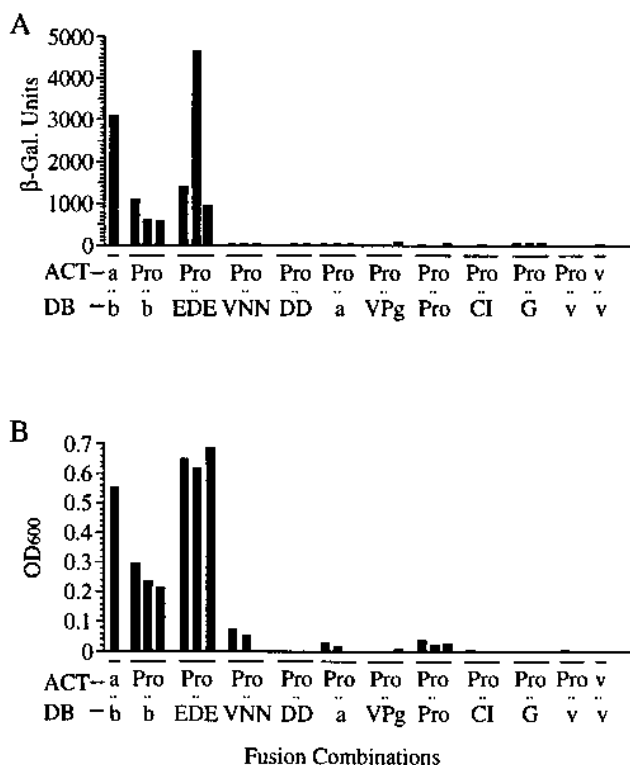 A
5000
4000
3000
2000
1000
0
β-Gal. Units
ACT– a Pro Pro Pro Pro Pro Pro Pro Pro Pro Pro v
DB – b b EDE VNN DD a VPg Pro CI G v v
B
0.7
0.6
0.5
0.4
0.3
0.2
0.1
0
OD600
ACT– a Pro Pro Pro Pro Pro Pro Pro Pro Pro Pro v
DB – b b EDE VNN DD a VPg Pro CI G v v
Fusion Combinations